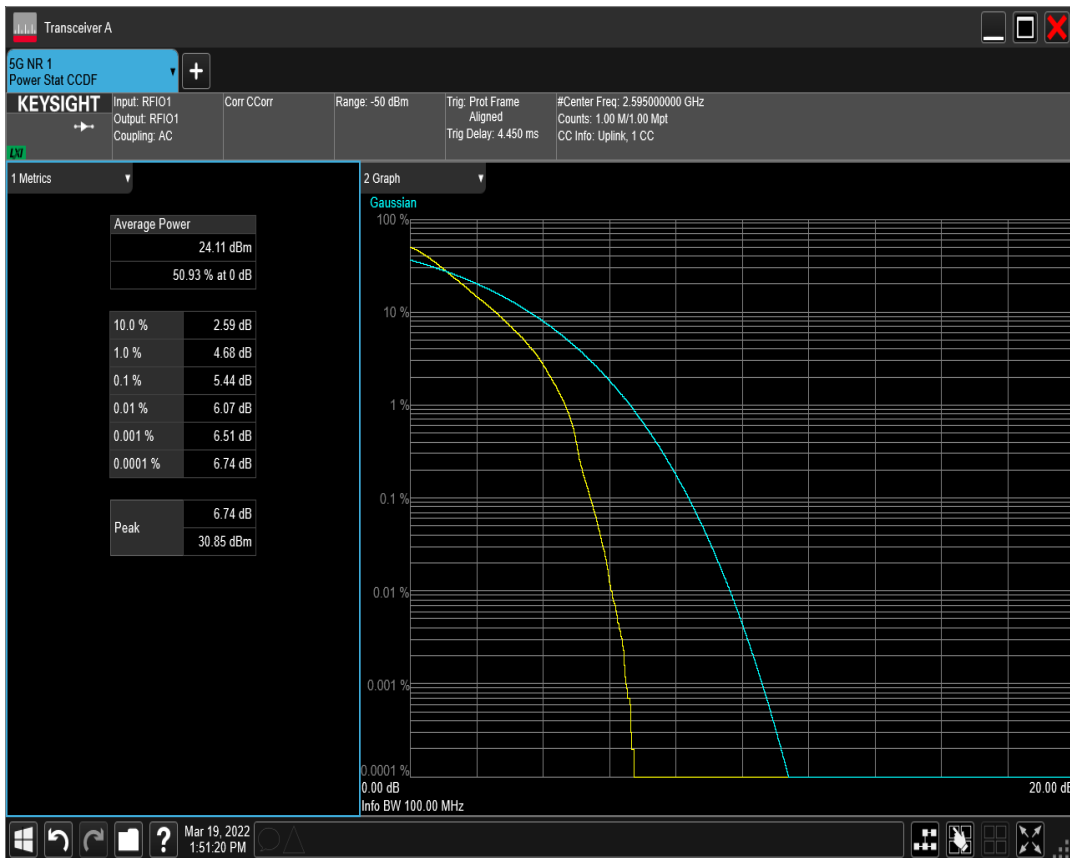 Transceiver A
5G NR 1
Power Stat CCDF
+
KEYSIGHT
LXI
Input: RFIO1
Output: RFIO1
Coupling: AC
Corr CCorr
Range: -50 dBm
Trig: Prot Frame
Aligned
Trig Delay: 4.450 ms
#Center Freq: 2.595000000 GHz
Counts: 1.00 M/1.00 Mpt
CC Info: Uplink, 1 CC
1 Metrics
Average Power
24.11 dBm
50.93 % at 0 dB
10.0 % 2.59 dB
1.0 % 4.68 dB
0.1 % 5.44 dB
0.01 % 6.07 dB
0.001 % 6.51 dB
0.0001 % 6.74 dB
Peak
6.74 dB
30.85 dBm
2 Graph
Gaussian
100 %
10 %
1 %
0.1 %
0.01 %
0.001 %
0.0001 %
0.00 dB
20.00 dB
Info BW 100.00 MHz
?
Mar 19, 2022
1:51:20 PM